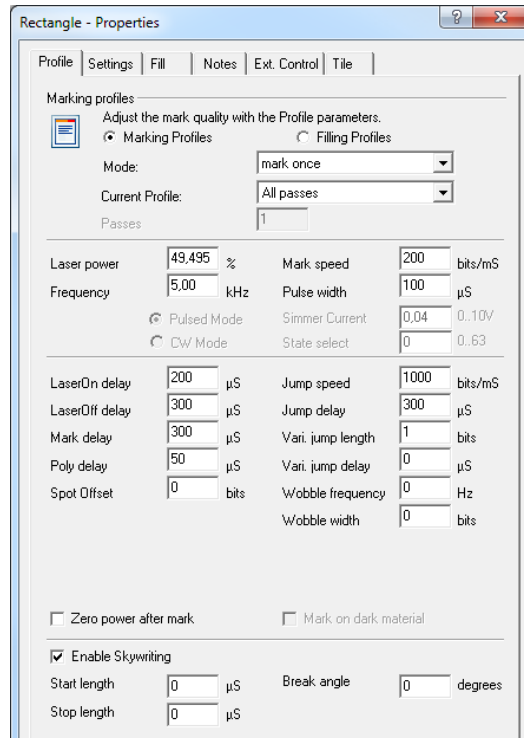 Rectangle - Properties
?
Profile Settings Fill Notes Ext. Control Tile
Marking profiles
Adjust the mark quality with the Profile parameters.
Marking Profiles Filling Profiles
Mode: mark once
Current Profile: All passes
Passes 1
Laser power 49,495 % Mark speed 200 bits/mS
Frequency 5,00 kHz Pulse width 100 µS
Pulsed Mode Simmer Current 0,04 0..10V
CW Mode State select 0 0..63
LaserOn delay 200 µS Jump speed 1000 bits/mS
LaserOff delay 300 µS Jump delay 300 µS
Mark delay 300 µS Vari. jump length 1 bits
Poly delay 50 µS Vari. jump delay 0 µS
Spot Offset 0 bits Wobble frequency 0 Hz
Wobble width 0 bits
Zero power after mark Mark on dark material
Enable Skywriting
Start length 0 µS Break angle 0 degrees
Stop length 0 µS